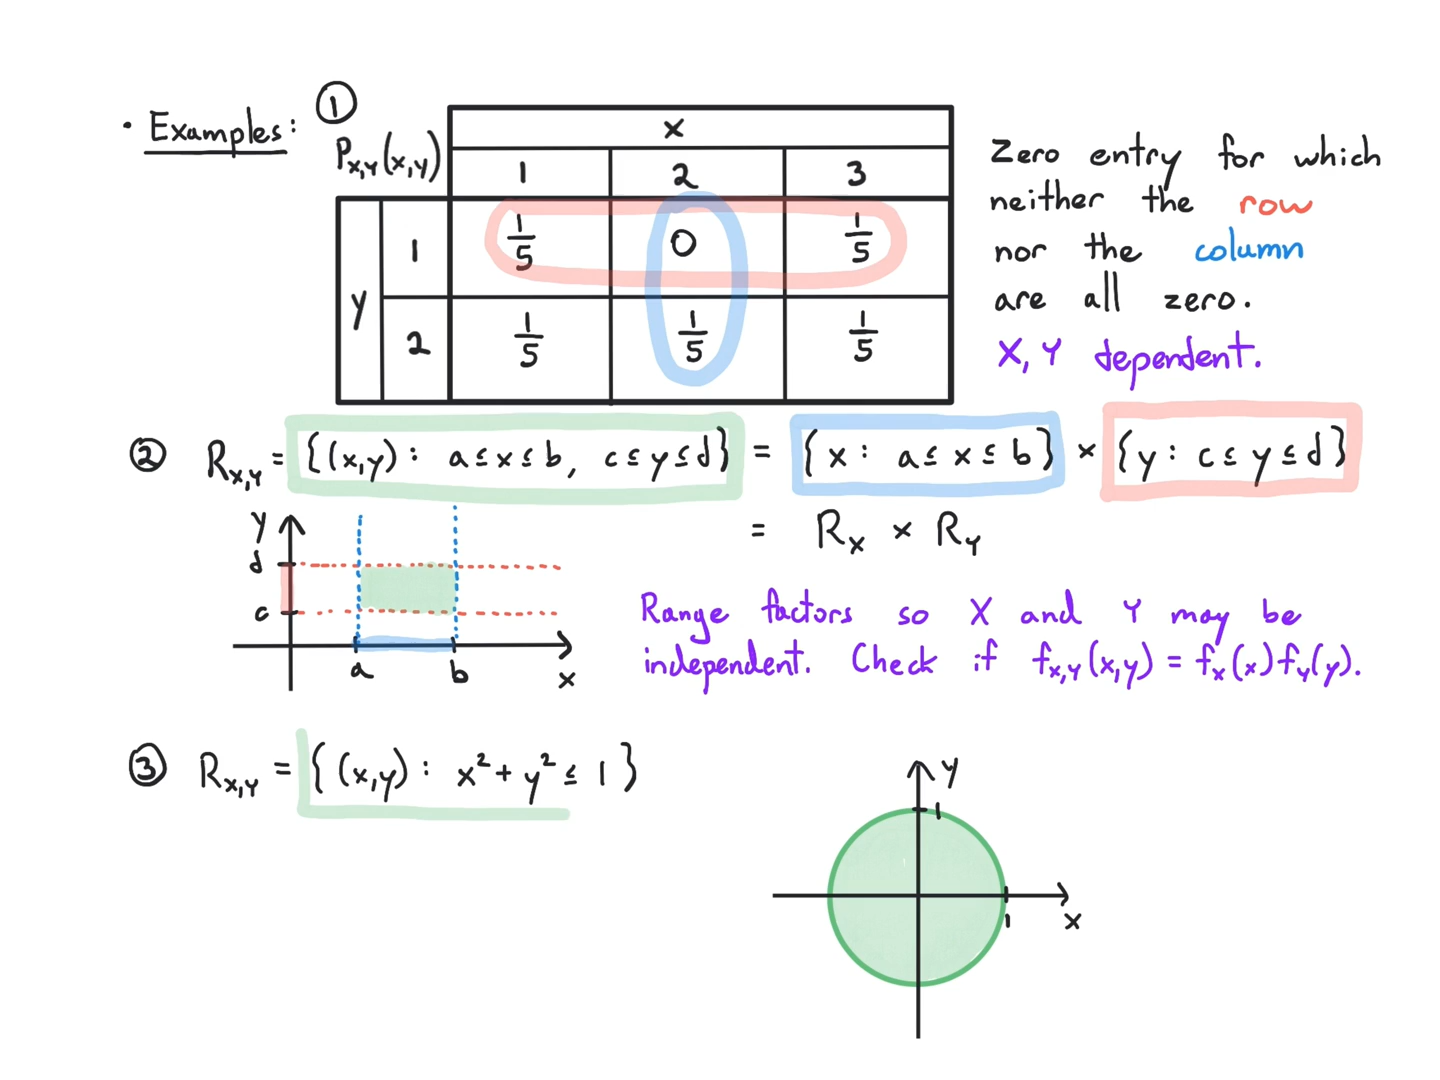 • Examples: ①
P_{X,Y}(x,y)
x
1 2 3
y 1 1/5 0 1/5
2 1/5 1/5 1/5
Zero entry for which
neither the row
nor the column
are all zero.
X, Y dependent.
② R_{X,Y} = {(x,y): a≤x≤b, c≤y≤d} = {x: a≤x≤b} × {y: c≤y≤d}
= R_X × R_Y
y
d
c
a b x
Range factors so X and Y may be
independent. Check if f_{X,Y}(x,y) = f_X(x)f_Y(y).
③ R_{X,Y} = {(x,y): x² + y² ≤ 1}
y
1
1
x